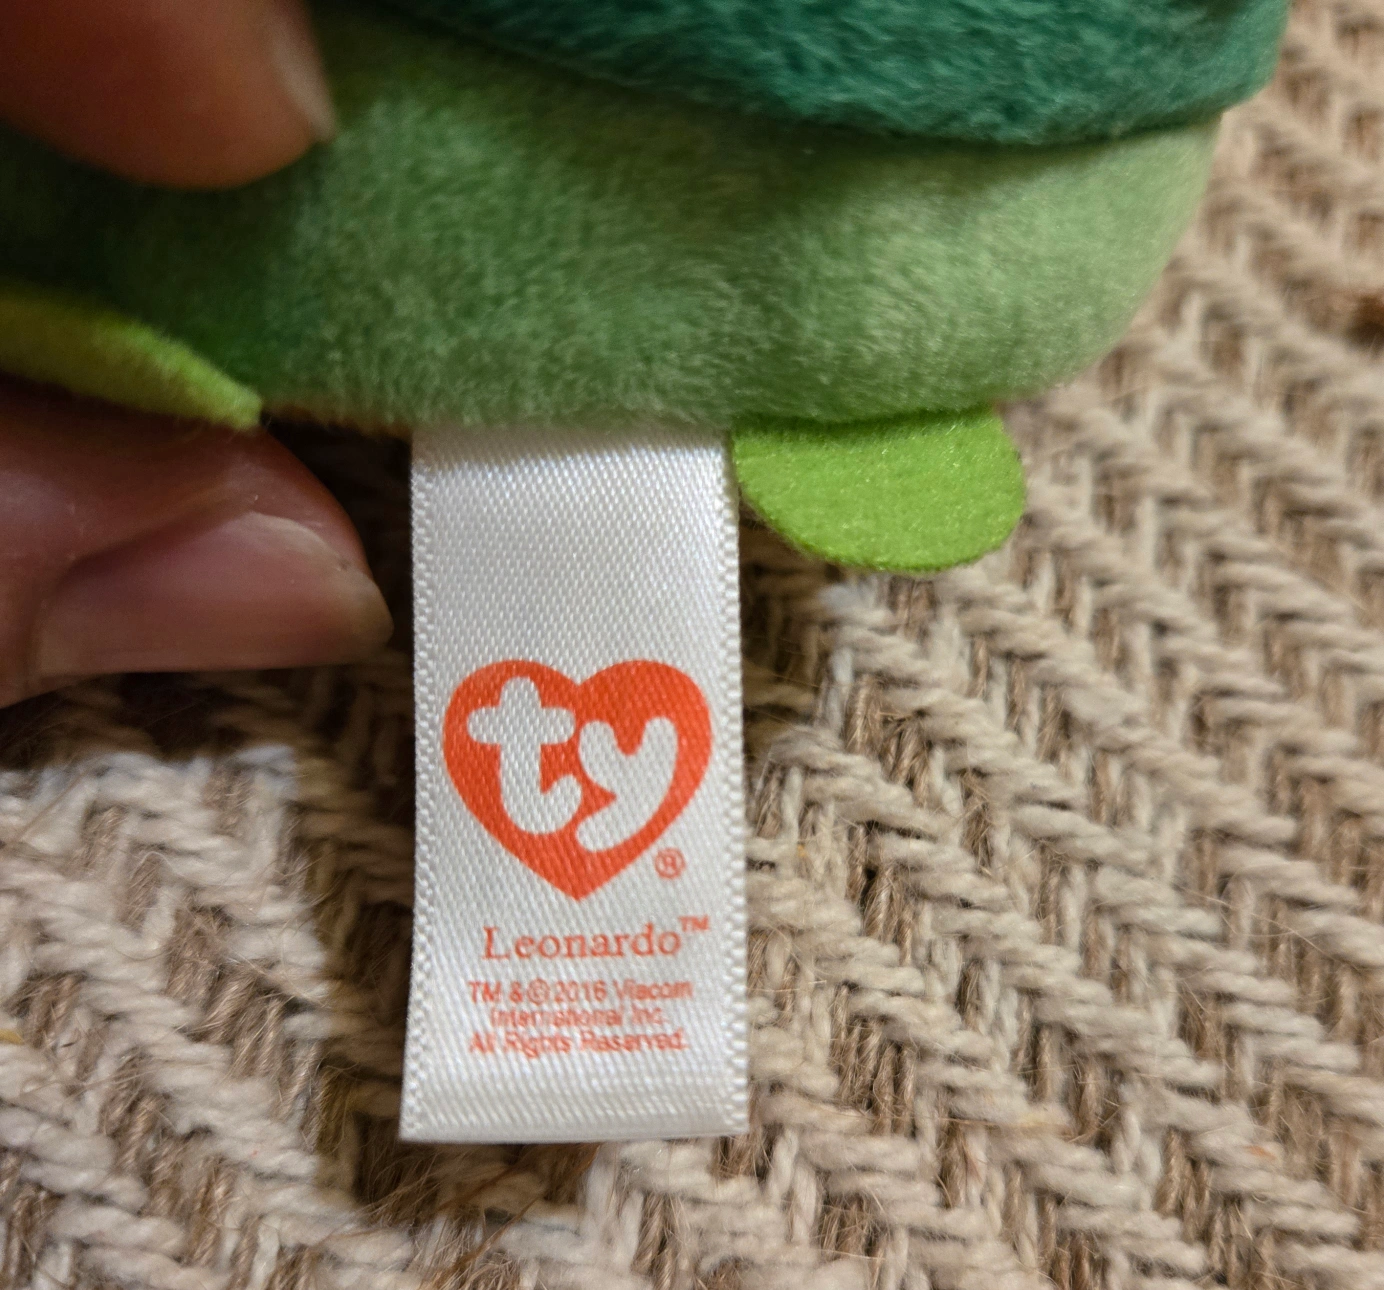 ty
®
Leonardo™
TM & © 2016 Viacom
International Inc.
All Rights Reserved.